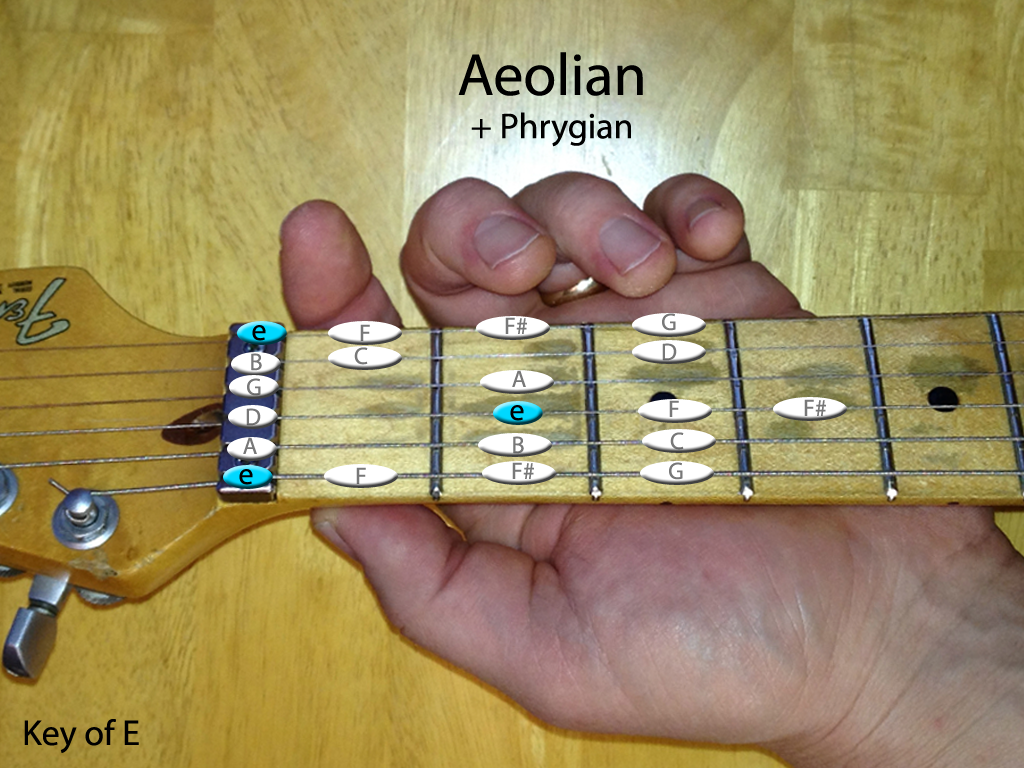 Aeolian
+ Phrygian
e F F# G
B C D
G A
D e F F#
A B C
e F F# G
Key of E